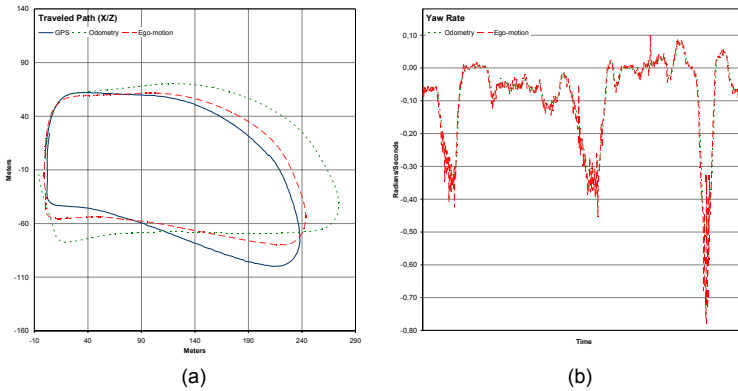 Traveled Path (X/Z)
GPS Odometry Ego-motion
140
90
40
-10
-60
-110
-160
Meters
-10 40 90 140 190 240 290
Meters
(a)
Yaw Rate
Odometry Ego-motion
0,10
0,00
-0,10
-0,20
-0,30
-0,40
-0,50
-0,60
-0,70
-0,80
Radians/Seconds
Time
(b)